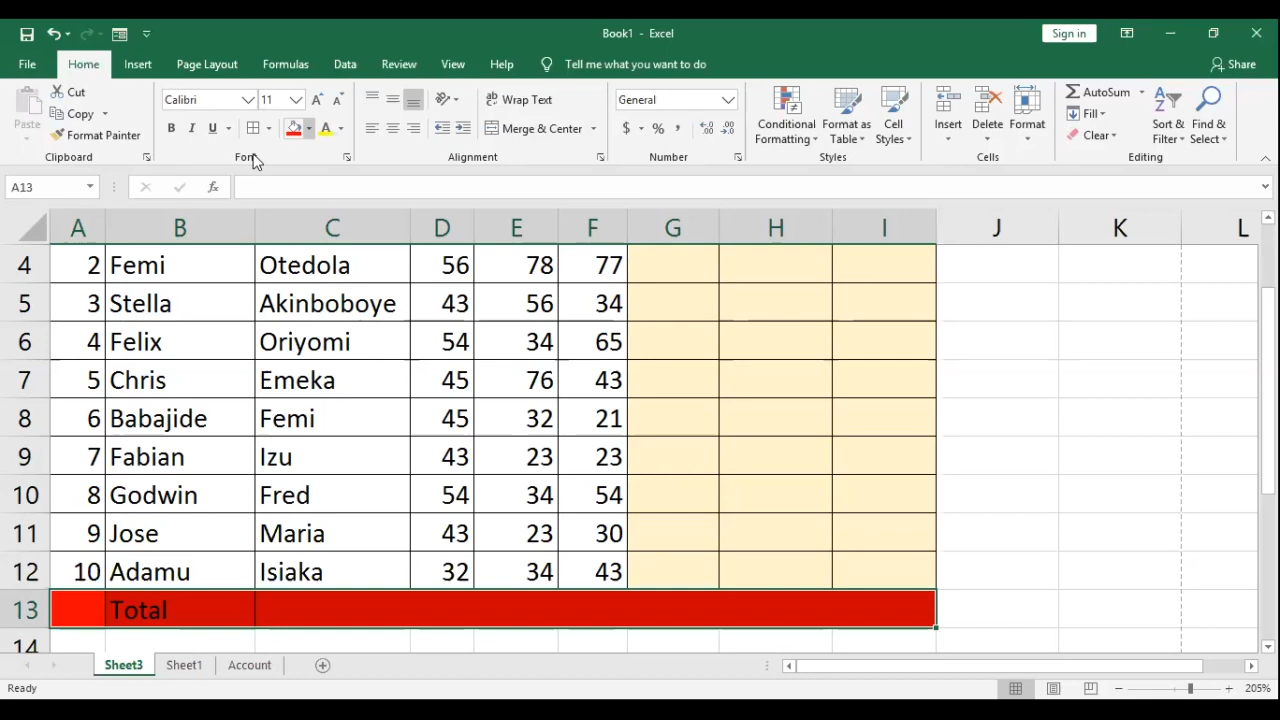 Book1 - Excel
Sign in
File Home Insert Page Layout Formulas Data Review View Help Tell me what you want to do Share
Paste
Cut
Copy
Format Painter
Clipboard
Calibri 11 A A
B I U A
Font
Wrap Text
Merge & Center
Alignment
General
$ % ,
Number
Conditional Formatting
Format as Table
Cell Styles
Styles
Insert
Delete
Format
Cells
AutoSum
Fill
Clear
Sort & Filter
Find & Select
Editing
A13 fx
A B C D E F G H I J K L
4 2 Femi Otedola 56 78 77
5 3 Stella Akinboboye 43 56 34
6 4 Felix Oriyomi 54 34 65
7 5 Chris Emeka 45 76 43
8 6 Babajide Femi 45 32 21
9 7 Fabian Izu 43 23 23
10 8 Godwin Fred 54 34 54
11 9 Jose Maria 43 23 30
12 10 Adamu Isiaka 32 34 43
13 Total
14
Sheet3 Sheet1 Account
Ready 205%